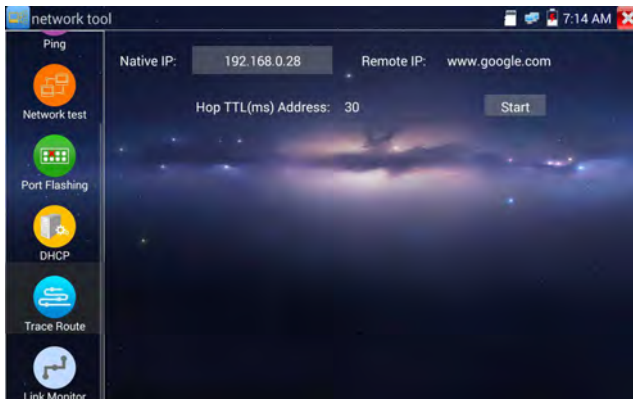 network tool
7:14 AM
Ping
Network test
Port Flashing
DHCP
Trace Route
Link Monitor
Native IP: 192.168.0.28 Remote IP: www.google.com
Hop TTL(ms) Address: 30 Start